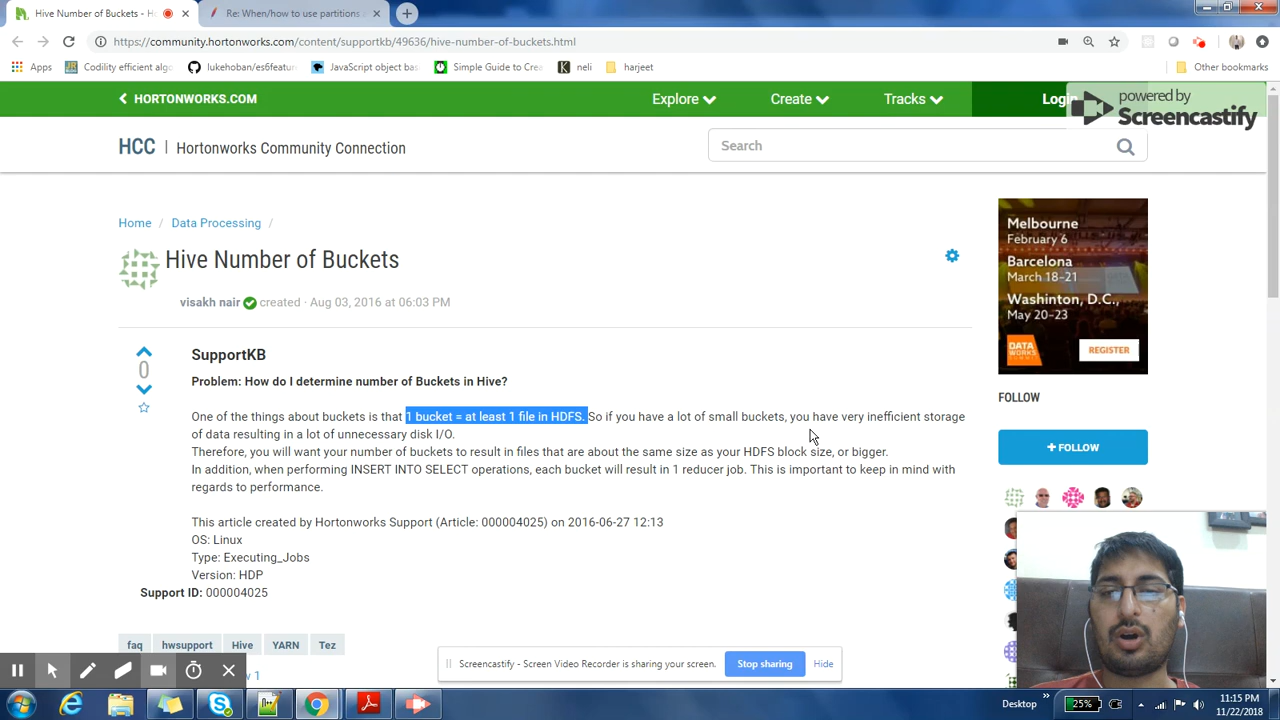 Hive Number of Buckets -
Re: When/how to use partitions a
https://community.hortonworks.com/content/supportkb/49636/hive-number-of-buckets.html
Apps
Codility efficient algo
lukehoban/es6featur
JavaScript object bas
Simple Guide to Cre
neli
harjeet
Other bookmarks
HORTONWORKS.COM
Explore
Create
Tracks
Login
powered by
Screencastify
HCC | Hortonworks Community Connection
Search
Home / Data Processing /
Hive Number of Buckets
visakh nair created · Aug 03, 2016 at 06:03 PM
Melbourne
February 6
Barcelona
March 18-21
Washinton, D.C.,
May 20-23
DATA
WORKS
SUMMIT
REGISTER
0
SupportKB
Problem: How do I determine number of Buckets in Hive?
One of the things about buckets is that 1 bucket = at least 1 file in HDFS. So if you have a lot of small buckets, you have very inefficient storage
of data resulting in a lot of unnecessary disk I/O.
Therefore, you will want your number of buckets to result in files that are about the same size as your HDFS block size, or bigger.
In addition, when performing INSERT INTO SELECT operations, each bucket will result in 1 reducer job. This is important to keep in mind with
regards to performance.
FOLLOW
+ FOLLOW
This article created by Hortonworks Support (Article: 000004025) on 2016-06-27 12:13
OS: Linux
Type: Executing_Jobs
Version: HDP
Support ID: 000004025
faq
hwsupport
Hive
YARN
Tez
Screencastify - Screen Video Recorder is sharing your screen.
Stop sharing
Hide
Desktop
25%
11:15 PM
11/22/2018